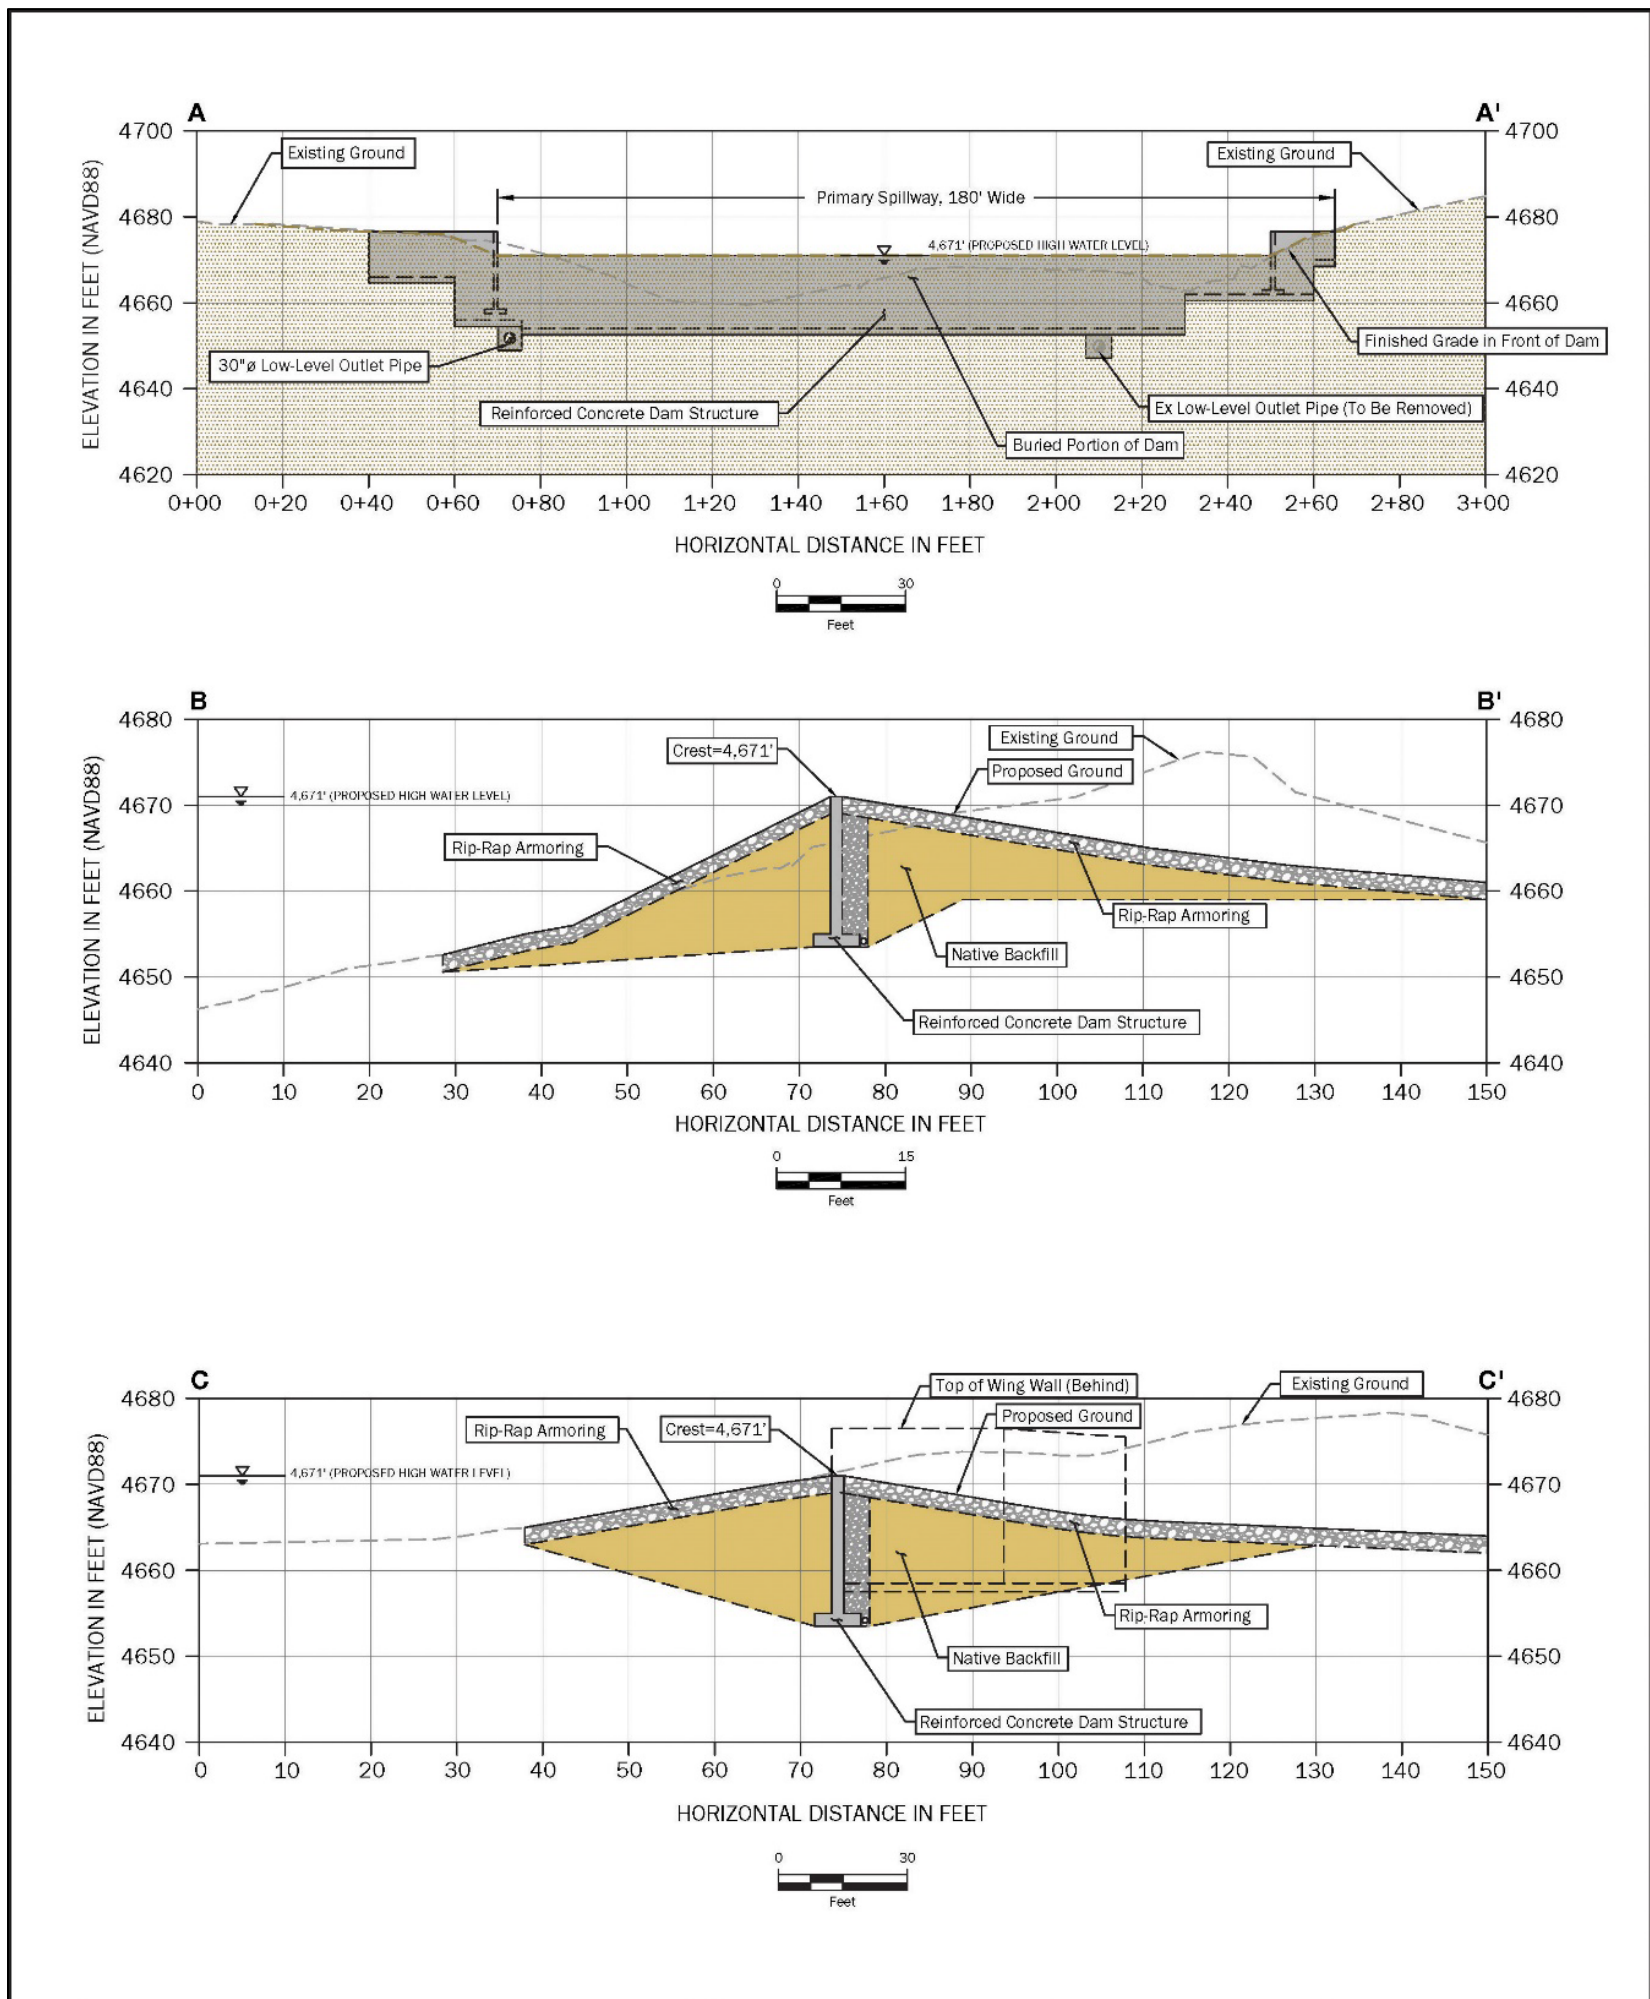 A A'
4700 4700
Existing Ground Existing Ground
Primary Spillway, 180' Wide
4680 4680
4,671' (PROPOSED HIGH WATER LEVEL)
4660 4660
Finished Grade in Front of Dam
30"ø Low-Level Outlet Pipe
4640 4640
Reinforced Concrete Dam Structure
Ex Low-Level Outlet Pipe (To Be Removed)
Buried Portion of Dam
4620 4620
ELEVATION IN FEET (NAVD88)
0+00 0+20 0+40 0+60 0+80 1+00 1+20 1+40 1+60 1+80 2+00 2+20 2+40 2+60 2+80 3+00
HORIZONTAL DISTANCE IN FEET
0 30
Feet
B B'
4680 4680
Crest=4,671'
Existing Ground
Proposed Ground
4,671' (PROPOSED HIGH WATER LEVEL)
4670 4670
Rip-Rap Armoring
4660 4660
Rip-Rap Armoring
Native Backfill
4650 4650
Reinforced Concrete Dam Structure
4640 4640
ELEVATION IN FEET (NAVD88)
0 10 20 30 40 50 60 70 80 90 100 110 120 130 140 150
HORIZONTAL DISTANCE IN FEET
0 15
Feet
C C'
Top of Wing Wall (Behind)
Existing Ground
4680 4680
Rip-Rap Armoring
Crest=4,671'
Proposed Ground
4,671' (PROPOSED HIGH WATER LEVEL)
4670 4670
4660 4660
Rip-Rap Armoring
Native Backfill
4650 4650
Reinforced Concrete Dam Structure
4640 4640
ELEVATION IN FEET (NAVD88)
0 10 20 30 40 50 60 70 80 90 100 110 120 130 140 150
HORIZONTAL DISTANCE IN FEET
0 30
Feet